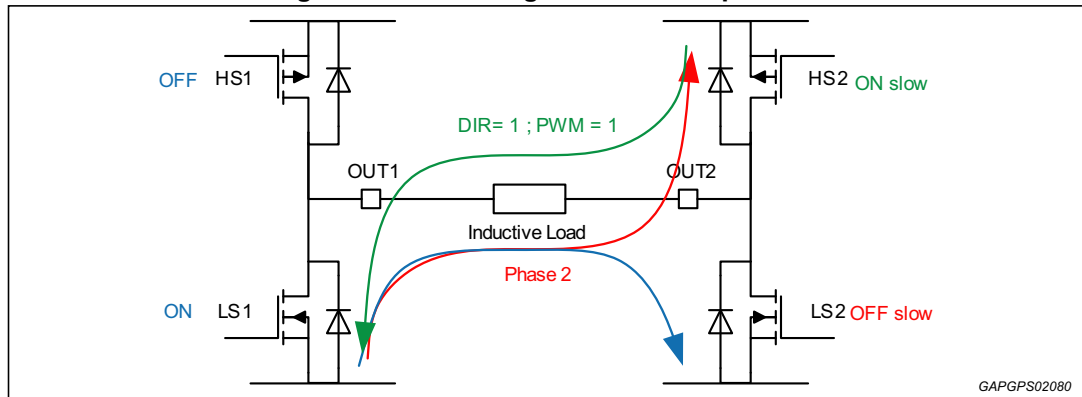 OFF HS1
HS2 ON slow
DIR= 1 ; PWM = 1
OUT1
OUT2
Inductive Load
Phase 2
ON LS1
LS2 OFF slow
GAPGPS02080